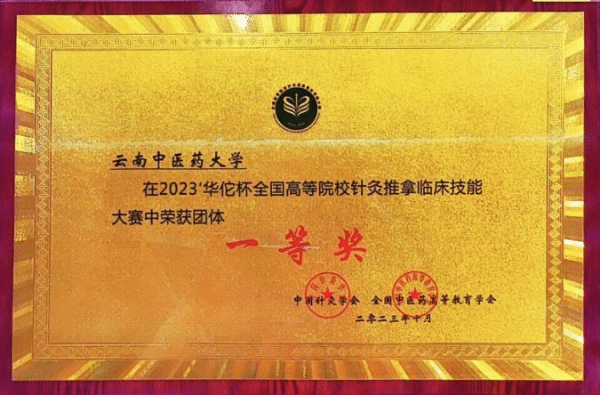 云南中医药大学
在2023'华佗杯全国高等院校针灸推拿临床技能
大赛中荣获团体
一等奖
中国针灸学会 全国中医药高等教育学会
二〇二三年十月